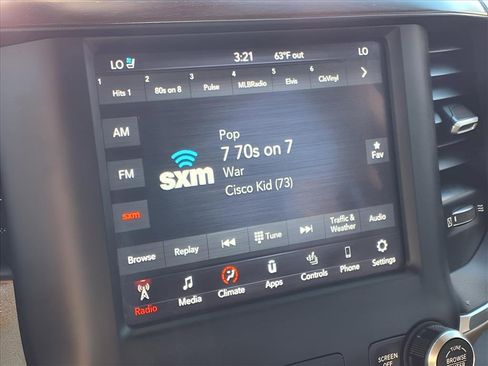 LO 3:21 63°F out LO
1 Hits 1 2 80s on 8 3 Pulse 4 MLBRadio 5 Elvis 6 ClsVinyl
AM
FM
sxm
sxm
Pop
7 70s on 7
War
Cisco Kid (73)
Fav
Browse Replay Tune Traffic & Weather Audio
Radio Media Climate Apps Controls Phone Settings
SCREEN OFF
TUNE
BROWSE